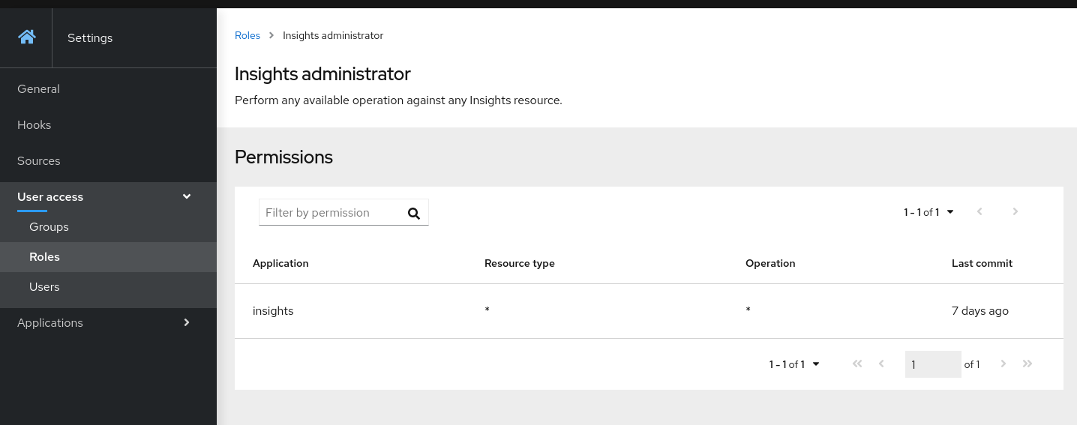 Settings
General
Hooks
Sources
User access
Groups
Roles
Users
Applications
Roles > Insights administrator
Insights administrator
Perform any available operation against any Insights resource.
Permissions
Filter by permission
1 - 1 of 1
Application Resource type Operation Last commit
insights * * 7 days ago
1 - 1 of 1 1 of 1